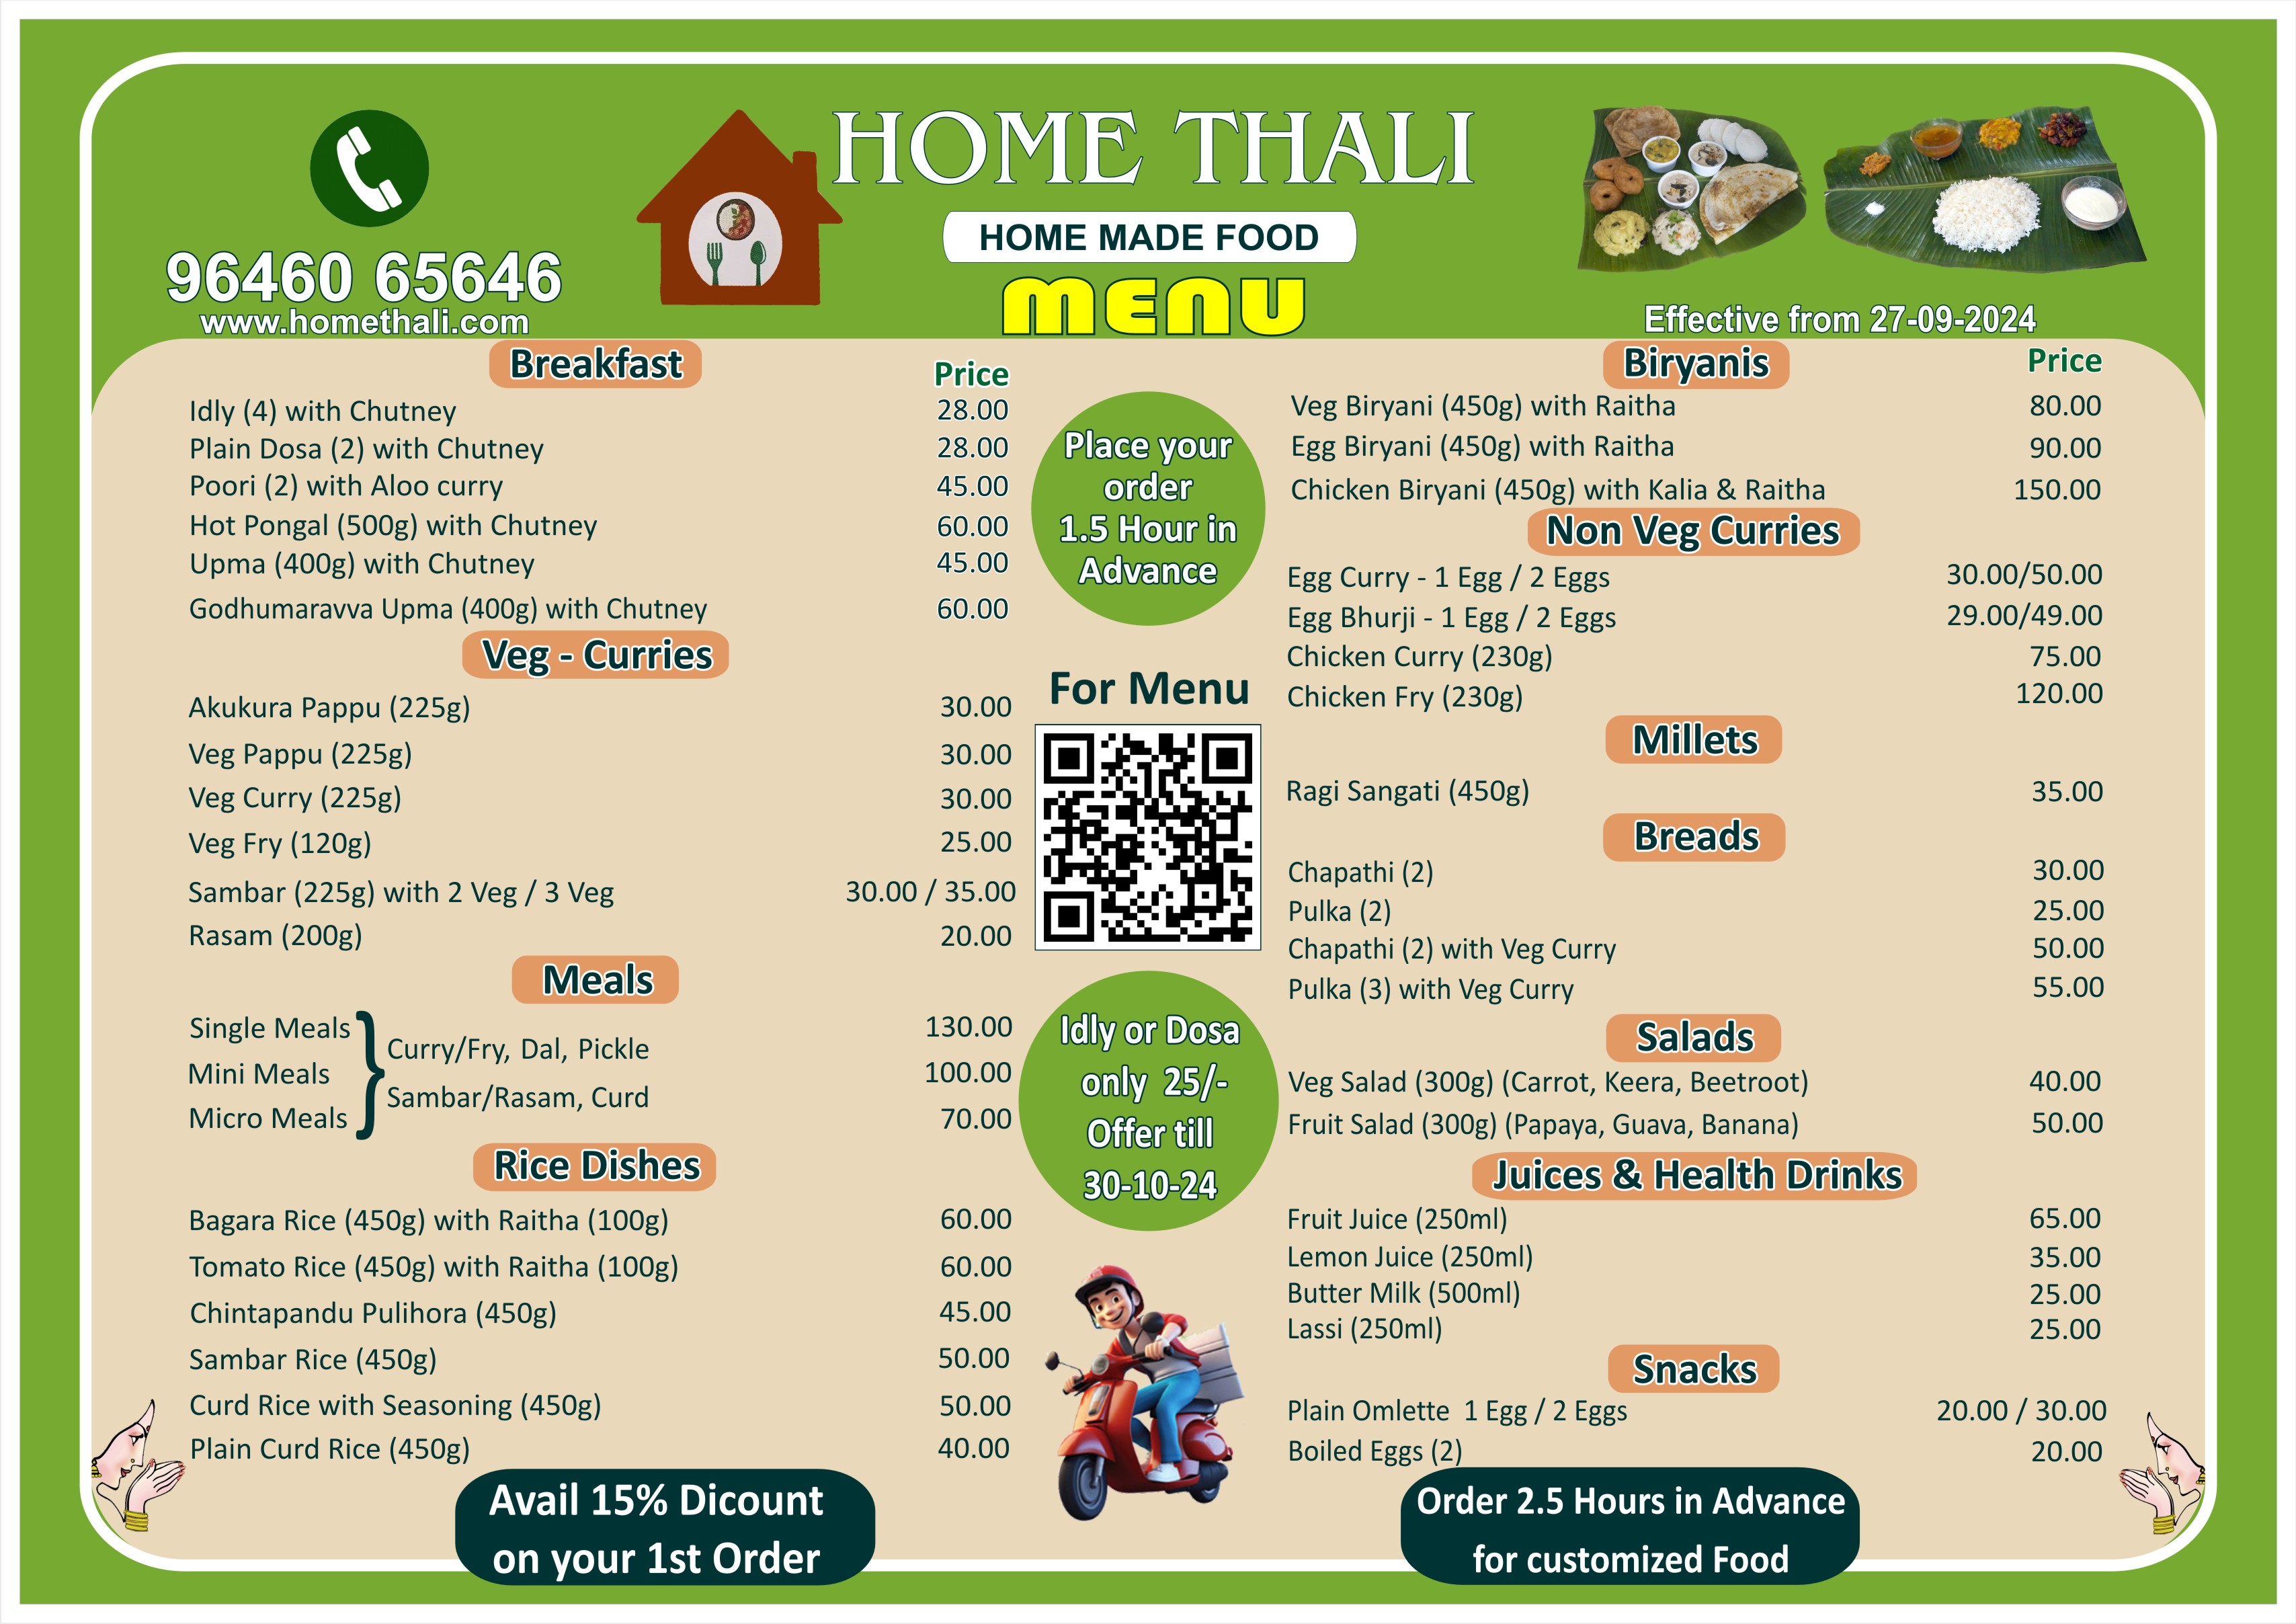 96460 65646
www.homethali.com
HOME THALI
HOME MADE FOOD
MENU
Effective from 27-09-2024
Breakfast
Price
Idly (4) with Chutney 28.00
Plain Dosa (2) with Chutney 28.00
Poori (2) with Aloo curry 45.00
Hot Pongal (500g) with Chutney 60.00
Upma (400g) with Chutney 45.00
Godhumaravva Upma (400g) with Chutney 60.00
Veg - Curries
Akukura Pappu (225g) 30.00
Veg Pappu (225g) 30.00
Veg Curry (225g) 30.00
Veg Fry (120g) 25.00
Sambar (225g) with 2 Veg / 3 Veg 30.00 / 35.00
Rasam (200g) 20.00
Meals
Single Meals 130.00
Curry/Fry, Dal, Pickle
Mini Meals 100.00
Sambar/Rasam, Curd
Micro Meals 70.00
Rice Dishes
Bagara Rice (450g) with Raitha (100g) 60.00
Tomato Rice (450g) with Raitha (100g) 60.00
Chintapandu Pulihora (450g) 45.00
Sambar Rice (450g) 50.00
Curd Rice with Seasoning (450g) 50.00
Plain Curd Rice (450g) 40.00
Avail 15% Dicount
on your 1st Order
Place your
order
1.5 Hour in
Advance
For Menu
Idly or Dosa
only 25/-
Offer till
30-10-24
Biryanis
Price
Veg Biryani (450g) with Raitha 80.00
Egg Biryani (450g) with Raitha 90.00
Chicken Biryani (450g) with Kalia & Raitha 150.00
Non Veg Curries
Egg Curry - 1 Egg / 2 Eggs 30.00/50.00
Egg Bhurji - 1 Egg / 2 Eggs 29.00/49.00
Chicken Curry (230g) 75.00
Chicken Fry (230g) 120.00
Millets
Ragi Sangati (450g) 35.00
Breads
Chapathi (2) 30.00
Pulka (2) 25.00
Chapathi (2) with Veg Curry 50.00
Pulka (3) with Veg Curry 55.00
Salads
Veg Salad (300g) (Carrot, Keera, Beetroot) 40.00
Fruit Salad (300g) (Papaya, Guava, Banana) 50.00
Juices & Health Drinks
Fruit Juice (250ml) 65.00
Lemon Juice (250ml) 35.00
Butter Milk (500ml) 25.00
Lassi (250ml) 25.00
Snacks
Plain Omlette 1 Egg / 2 Eggs 20.00 / 30.00
Boiled Eggs (2) 20.00
Order 2.5 Hours in Advance
for customized Food